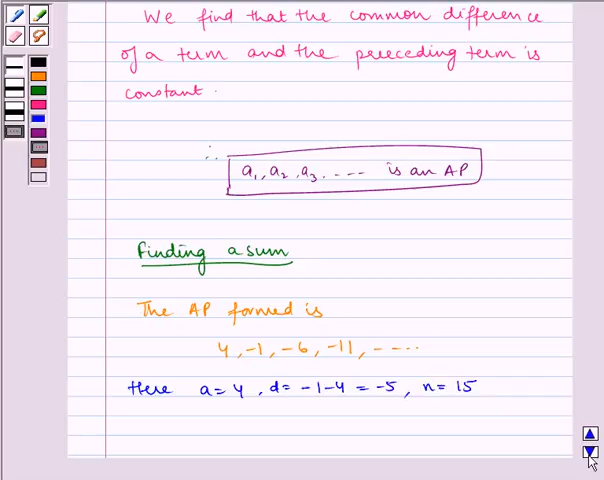 We find that the common difference
of a term and the preceding term is
constant.
∴ a₁, a₂, a₃, ..... is an AP
Finding a sum
The AP formed is
4, -1, -6, -11, -----..
Here a = 4, d = -1-4 = -5, n = 15